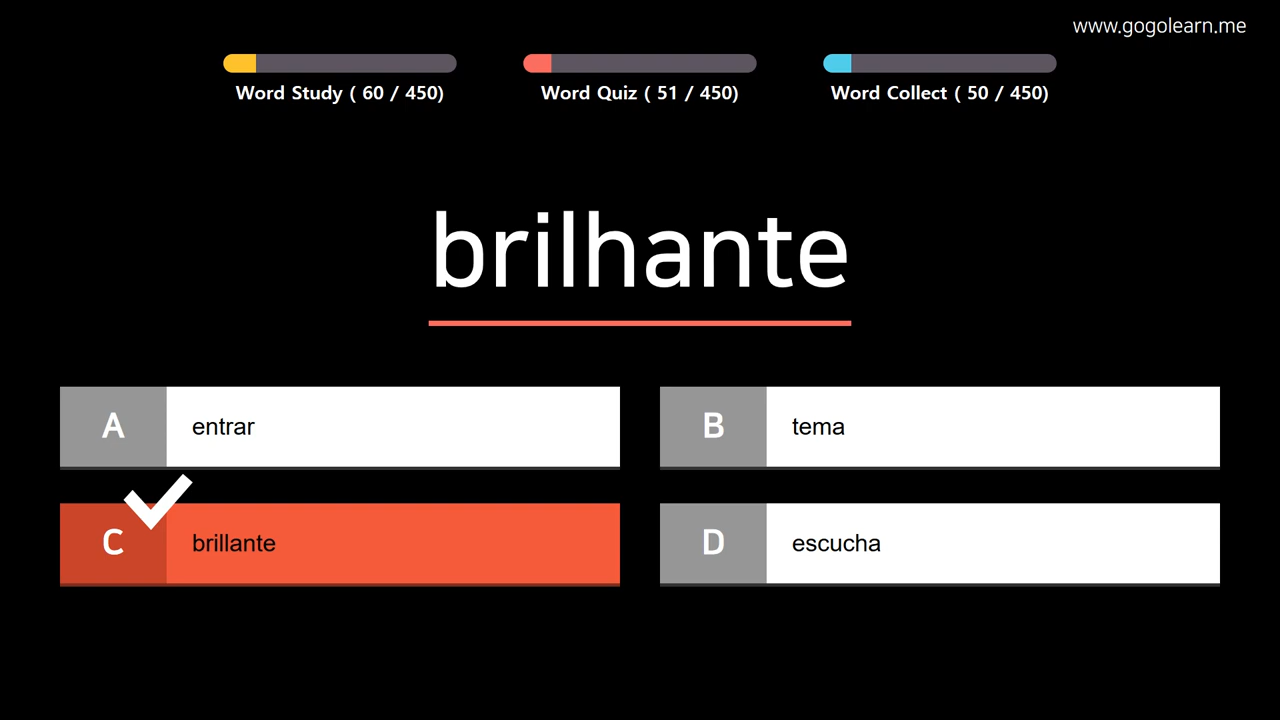 www.gogolearn.me
Word Study ( 60 / 450)
Word Quiz ( 51 / 450)
Word Collect ( 50 / 450)
brilhante
A entrar
B tema
C brillante
D escucha